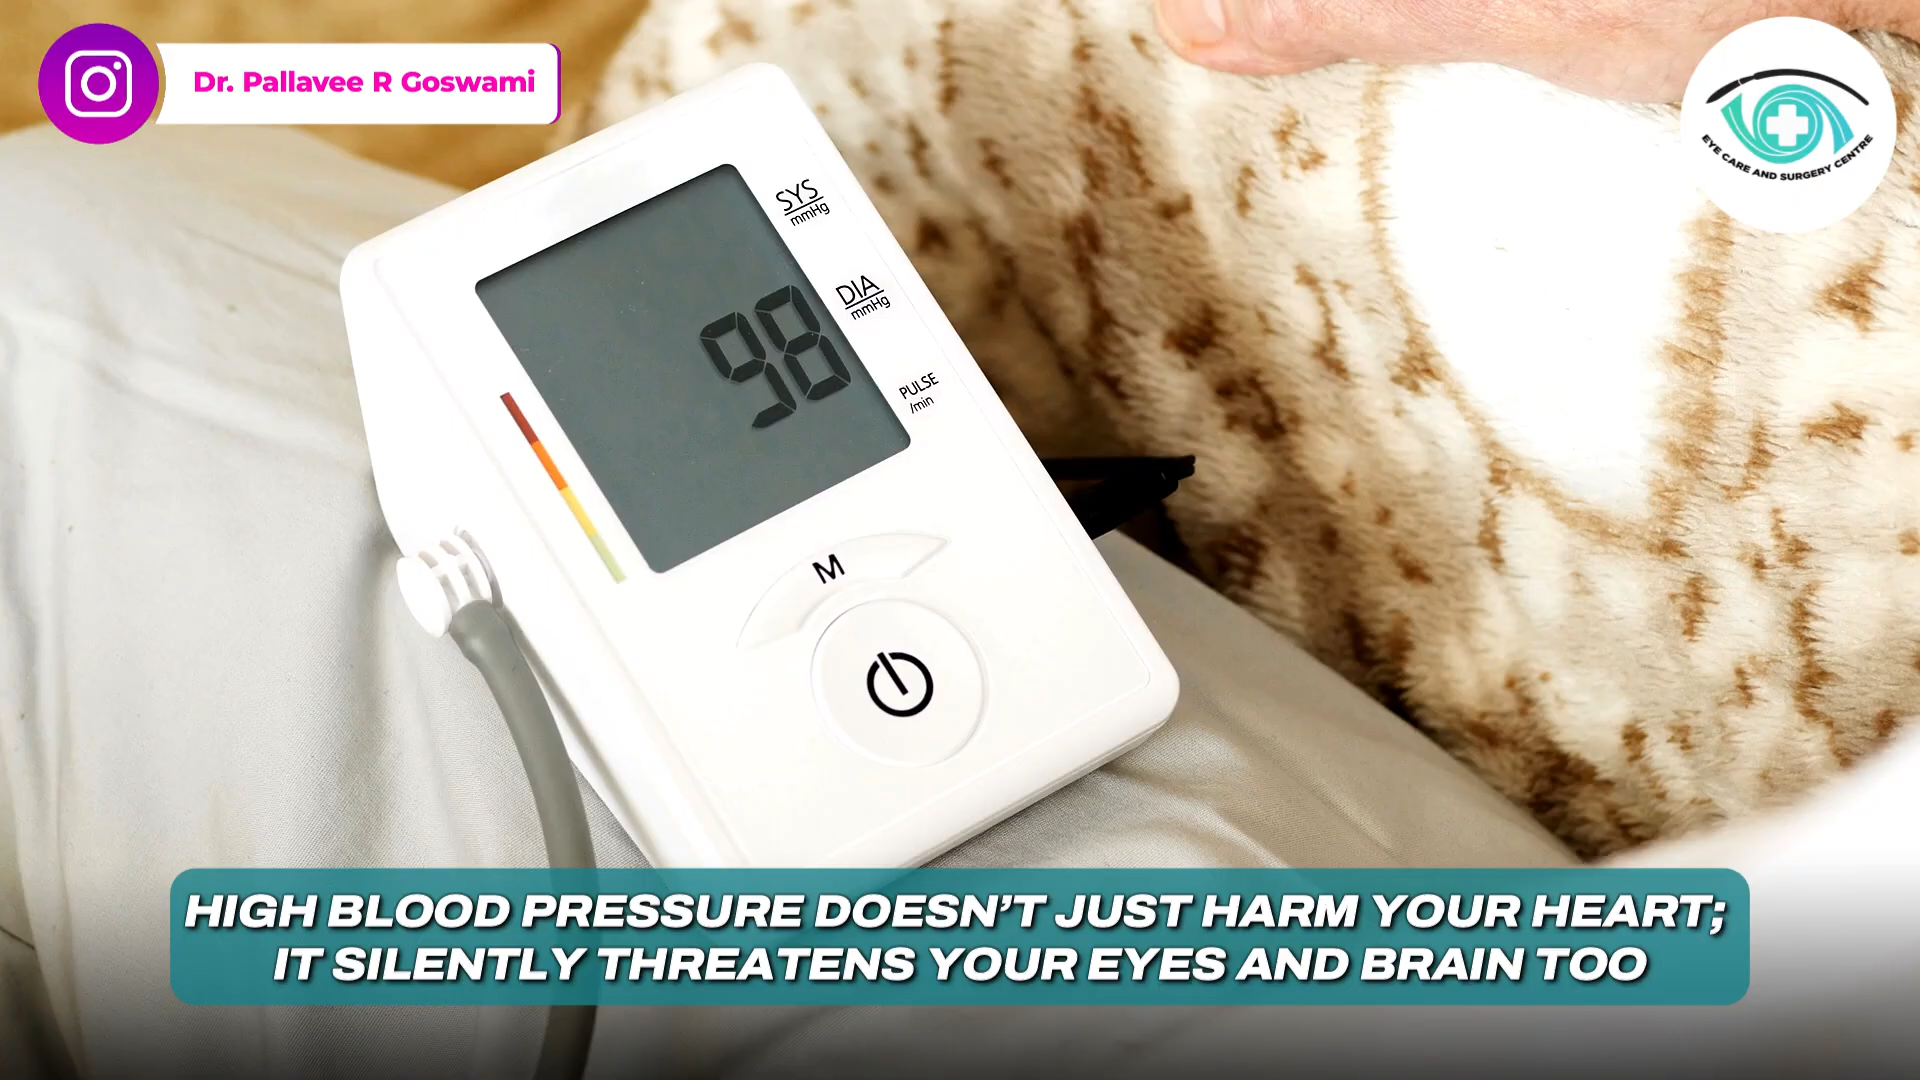 Dr. Pallavee R Goswami
EYE CARE AND SURGERY CENTRE
SYS
mmHg
DIA
mmHg
98
PULSE
/min
M
HIGH BLOOD PRESSURE DOESN’T JUST HARM YOUR HEART;
IT SILENTLY THREATENS YOUR EYES AND BRAIN TOO